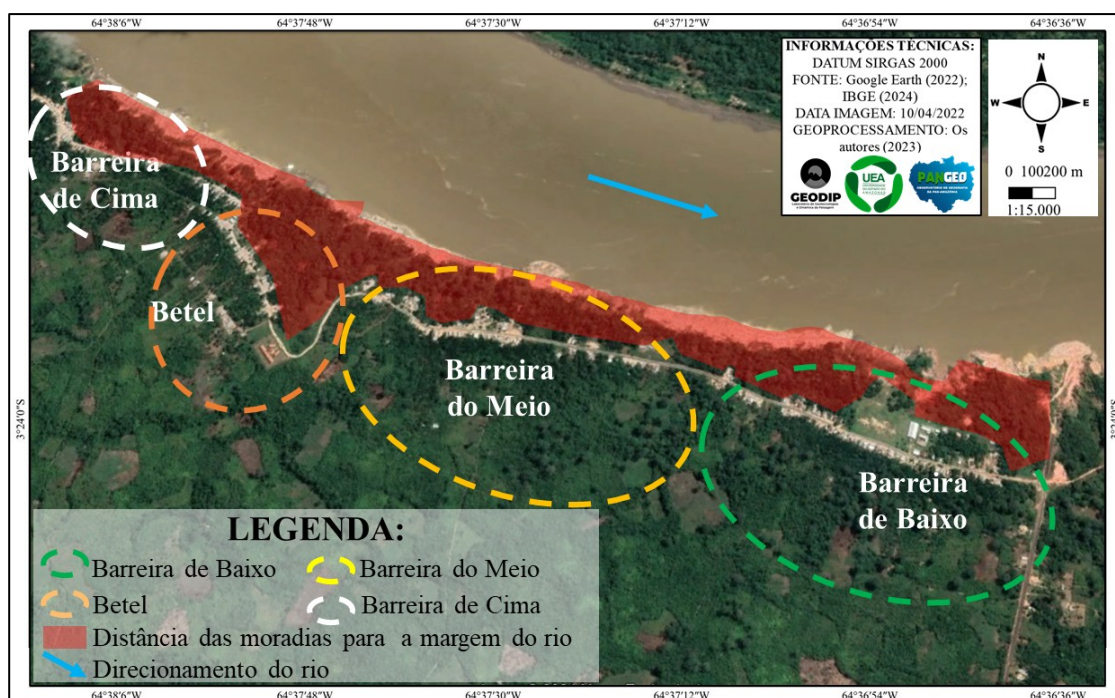 64°38'6"W 64°37'48"W 64°37'30"W 64°37'12"W 64°36'54"W 64°36'36"W
INFORMAÇÕES TÉCNICAS:
DATUM SIRGAS 2000
FONTE: Google Earth (2022);
IBGE (2024)
DATA IMAGEM: 10/04/2022
GEOPROCESSAMENTO: Os
autores (2023)
GEODIP
UEA
PANGEO
N
W E
S
0 100200 m
1:15.000
Barreira
de Cima
Betel
Barreira
do Meio
Barreira
de Baixo
3°24'0"S
3°24'0"S
LEGENDA:
Barreira de Baixo Barreira do Meio
Betel Barreira de Cima
Distância das moradias para a margem do rio
Direcionamento do rio
64°38'6"W 64°37'48"W 64°37'30"W 64°37'12"W 64°36'54"W 64°36'36"W